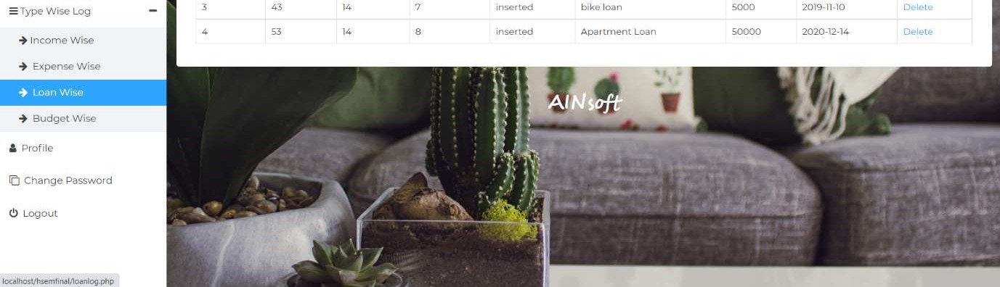 Type Wise Log
Income Wise
Expense Wise
Loan Wise
Budget Wise
Profile
Change Password
Logout
localhost/hsemfinal/loanlog.php
3 43 14 7 inserted bike loan 5000 2019-11-10 Delete
4 53 14 8 inserted Apartment Loan 50000 2020-12-14 Delete
AINsoft